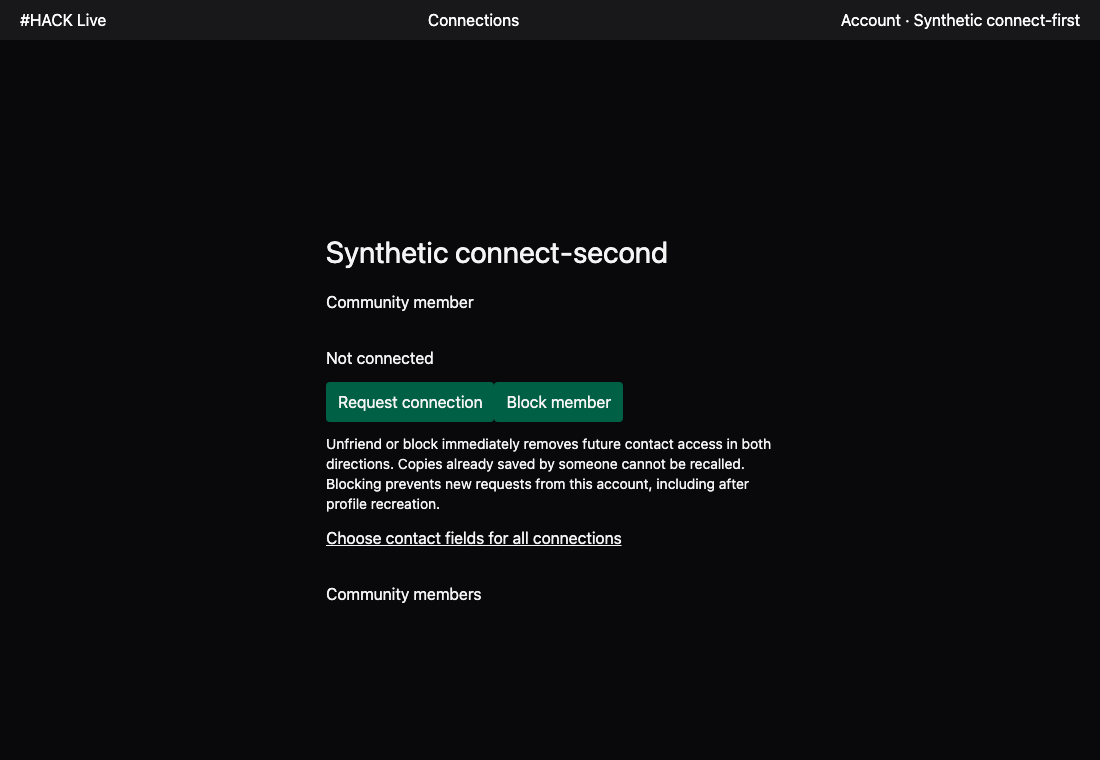 #HACK Live
Connections
Account · Synthetic connect-first
Synthetic connect-second
Community member
Not connected
Request connection
Block member
Unfriend or block immediately removes future contact access in both
directions. Copies already saved by someone cannot be recalled.
Blocking prevents new requests from this account, including after
profile recreation.
Choose contact fields for all connections
Community members